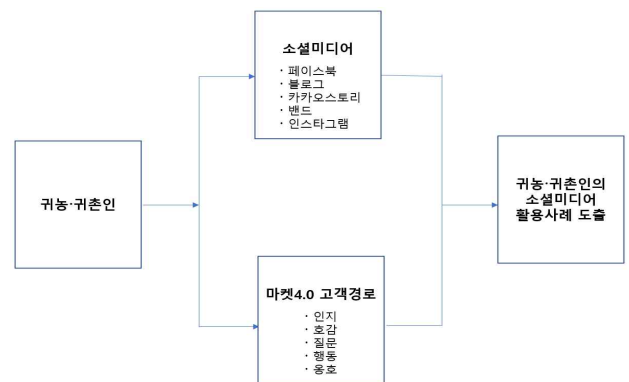 귀농·귀촌인
소셜미디어
· 페이스북
· 블로그
· 카카오스토리
· 밴드
· 인스타그램
마켓4.0 고객경로
· 인지
· 호감
· 질문
· 행동
· 옹호
귀농·귀촌인의
소셜미디어
활용사례 도출